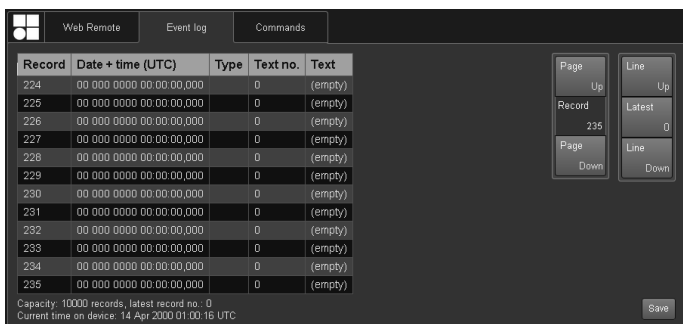 Web Remote Event log Commands
Record Date + time (UTC) Type Text no. Text
224 00 000 0000 00:00:00,000 0 (empty)
225 00 000 0000 00:00:00,000 0 (empty)
226 00 000 0000 00:00:00,000 0 (empty)
227 00 000 0000 00:00:00,000 0 (empty)
228 00 000 0000 00:00:00,000 0 (empty)
229 00 000 0000 00:00:00,000 0 (empty)
230 00 000 0000 00:00:00,000 0 (empty)
231 00 000 0000 00:00:00,000 0 (empty)
232 00 000 0000 00:00:00,000 0 (empty)
233 00 000 0000 00:00:00,000 0 (empty)
234 00 000 0000 00:00:00,000 0 (empty)
235 00 000 0000 00:00:00,000 0 (empty)
Capacity: 10000 records, latest record no.: 0
Current time on device: 14 Apr 2000 01:00:16 UTC
Page
Up
Record
235
Page
Down
Line
Up
Latest
0
Line
Down
Save